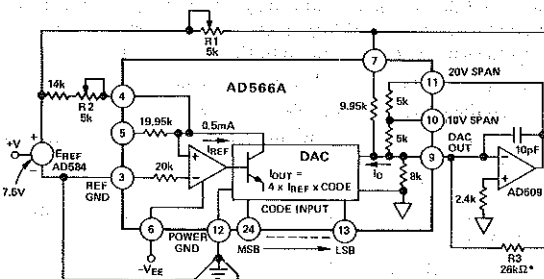 R1
5k
7
AD566A
11
20V SPAN
14k
4
R2
5k
9.95k
5k
10
10V SPAN
5
19.95k
0.5mA
IREF
5k
DAC
OUT
+V
EREF
AD584
7.5V
REF
GND
3
20k
DAC
IOUT =
4 x IREF x CODE
IO
9
10pF
8k
2.4k
AD509
CODE INPUT
6
POWER
GND
12
24
MSB
13
LSB
-VEE
R3
26kΩ*